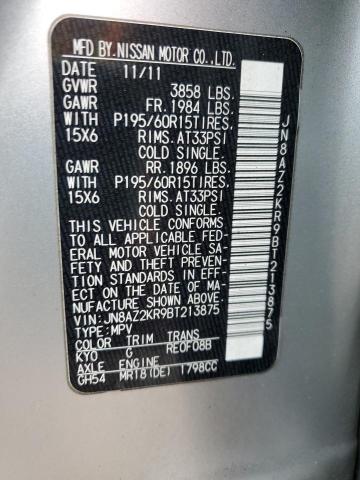 MFD BY. NISSAN MOTOR CO., LTD.
DATE 11/11
GVWR 3858 LBS.
GAWR FR. 1984 LBS.
WITH P195/60R15TIRES,
15X6 RIMS. AT33PSI
COLD SINGLE.
GAWR RR. 1896 LBS.
WITH P195/60R15TIRES,
15X6 RIMS. AT33PSI
COLD SINGLE.
THIS VEHICLE CONFORMS
TO ALL APPLICABLE FED-
ERAL MOTOR VEHICLE SA-
FETY AND THEFT PREVEN-
TION STANDARDS IN EFF-
ECT ON THE DATE OF MA-
NUFACTURE SHOWN ABOVE.
VIN:JN8AZ2KR9BT213875
TYPE:MPV
COLOR TRIM TRANS
KYO G RE0F08B
AXLE ENGINE
GH54 MR18(DE) 1798CC
JN8AZ2KR9BT213875